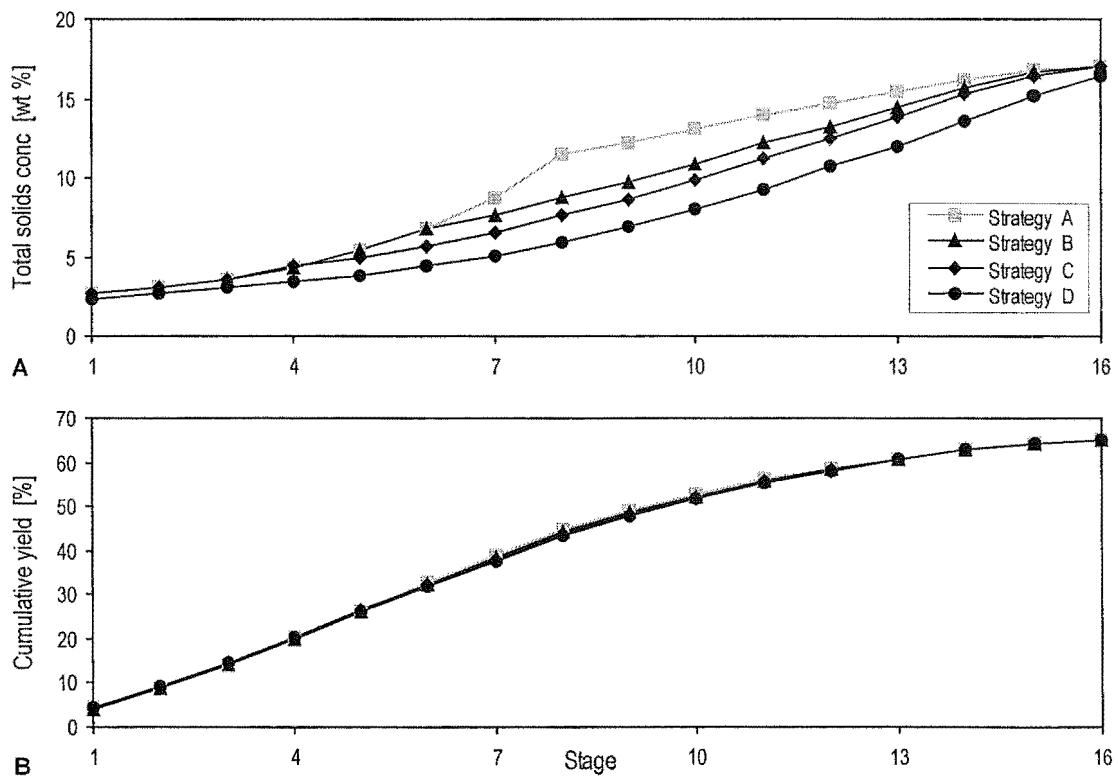 20
15
10
5
0
Total solids conc [wt %]
Strategy A
Strategy B
Strategy C
Strategy D
A
1 4 7 10 13 16
70
60
50
40
30
20
10
0
Cumulative yield [%]
B
1 4 7 10 13 16
Stage